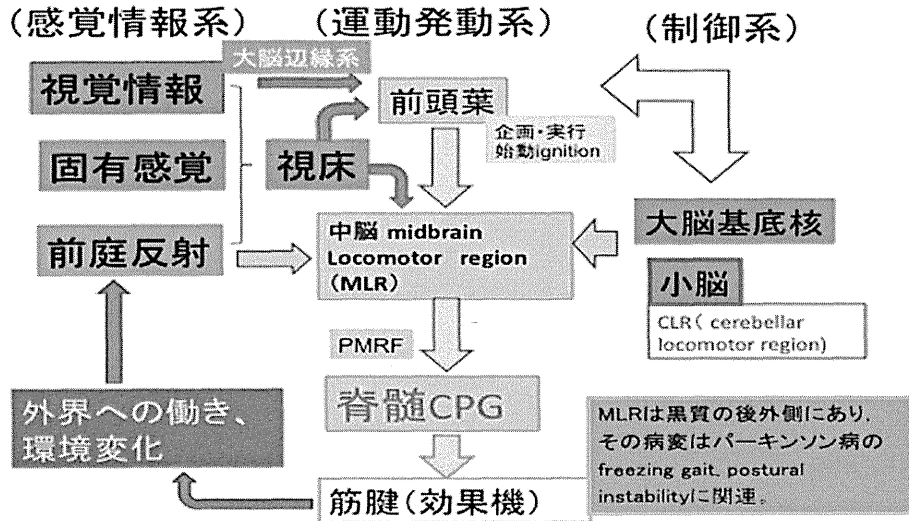 (感覚情報系)
(運動発動系)
(制御系)
大脳辺縁系
視覚情報
固有感覚
前庭反射
視床
前頭葉
企画・実行
始動ignition
中脳 midbrain
Locomotor region
(MLR)
大脳基底核
小脳
CLR( cerebellar
locomotor region)
PMRF
脊髄CPG
筋腱(効果機)
外界への働き、
環境変化
MLRは黒質の後外側にあり,
その病変はパーキンソン病の
freezing gait, postural
instabilityに関連。